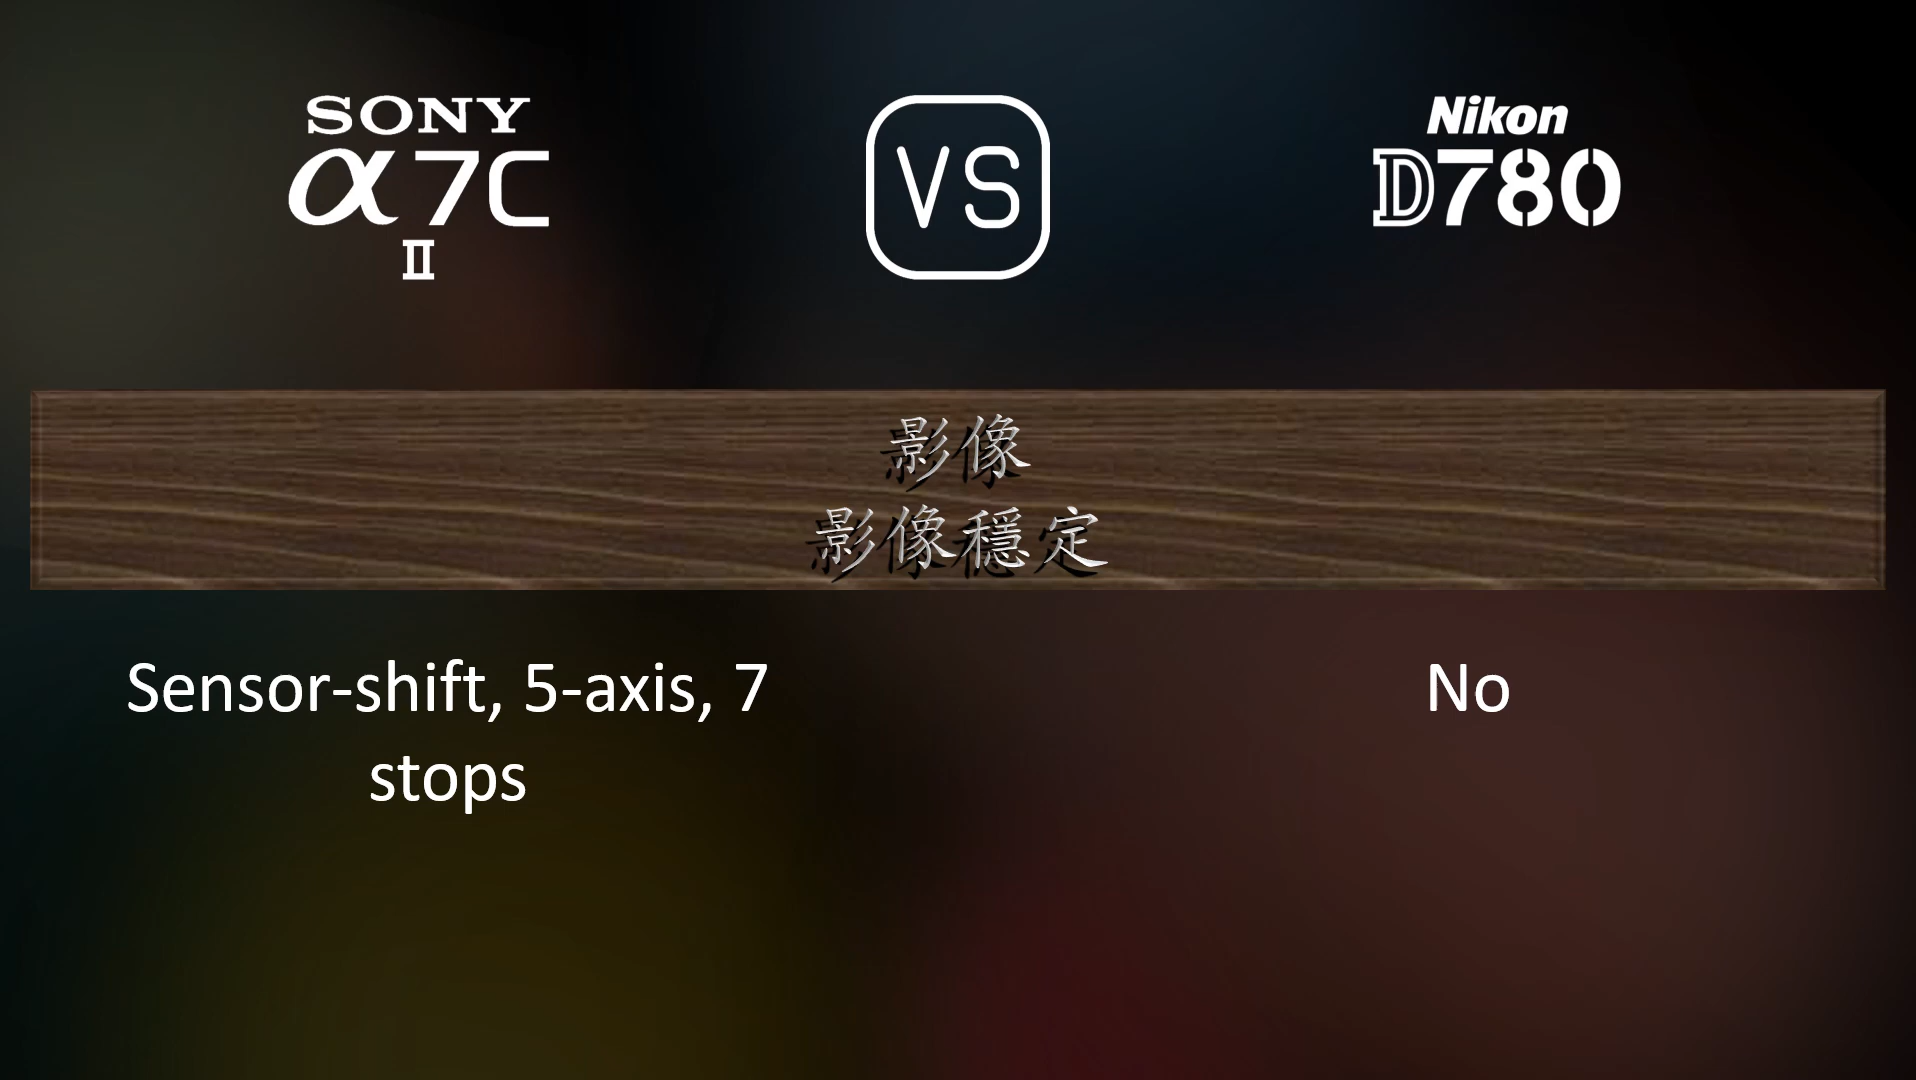 SONY
α7C
II
VS
Nikon
D780
影像
影像穩定
Sensor-shift, 5-axis, 7
stops
No